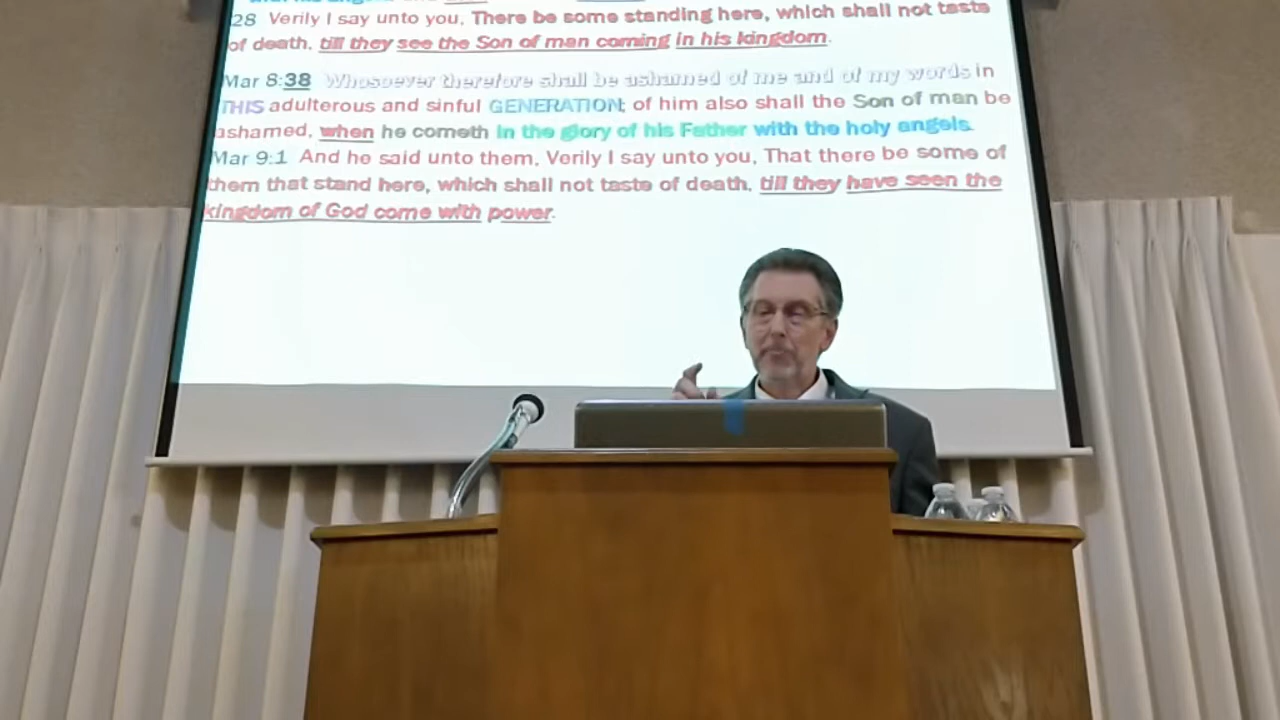 28 Verily I say unto you, There be some standing here, which shall not taste
of death, till they see the Son of man coming in his kingdom.
Mar 8:38 Whosoever therefore shall be ashamed of me and of my words in
THIS adulterous and sinful GENERATION; of him also shall the Son of man be
ashamed, when he cometh in the glory of his Father with the holy angels.
Mar 9:1 And he said unto them, Verily I say unto you, That there be some of
them that stand here, which shall not taste of death, till they have seen the
kingdom of God come with power.